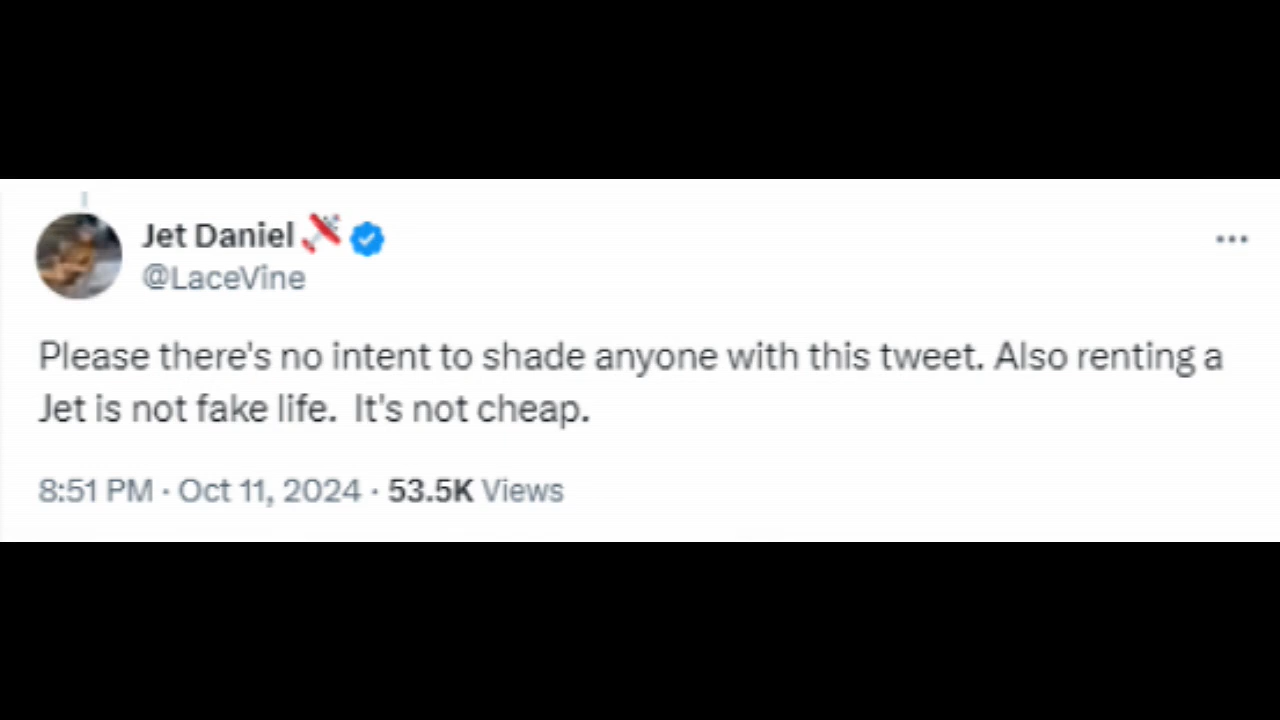 Jet Daniel
@LaceVine
Please there's no intent to shade anyone with this tweet. Also renting a
Jet is not fake life.  It's not cheap.
8:51 PM · Oct 11, 2024 · 53.5K Views